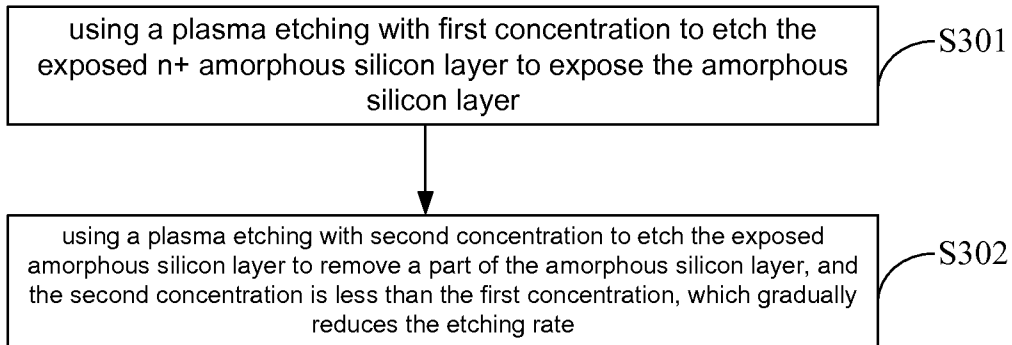 using a plasma etching with first concentration to etch the
exposed n+ amorphous silicon layer to expose the amorphous
silicon layer
S301
using a plasma etching with second concentration to etch the exposed
amorphous silicon layer to remove a part of the amorphous silicon layer, and
the second concentration is less than the first concentration, which gradually
reduces the etching rate
S302